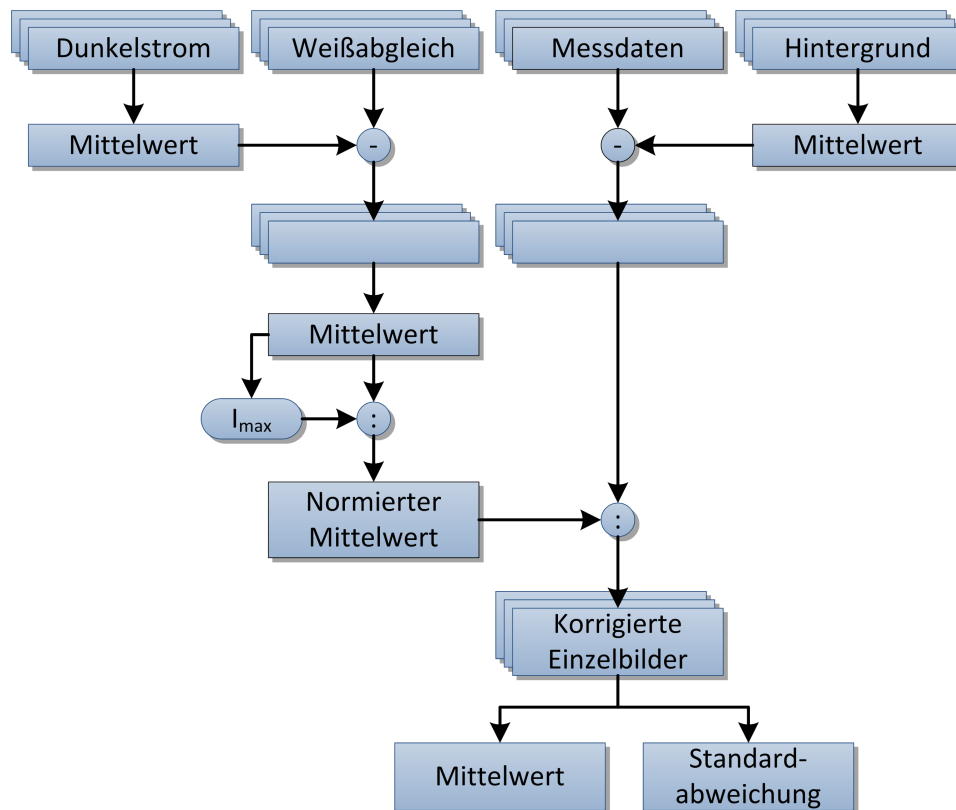 Dunkelstrom
Weißabgleich
Messdaten
Hintergrund
Mittelwert
-
-
Mittelwert
Mittelwert
Imax
:
Normierter
Mittelwert
:
Korrigierte
Einzelbilder
Mittelwert
Standard-
abweichung